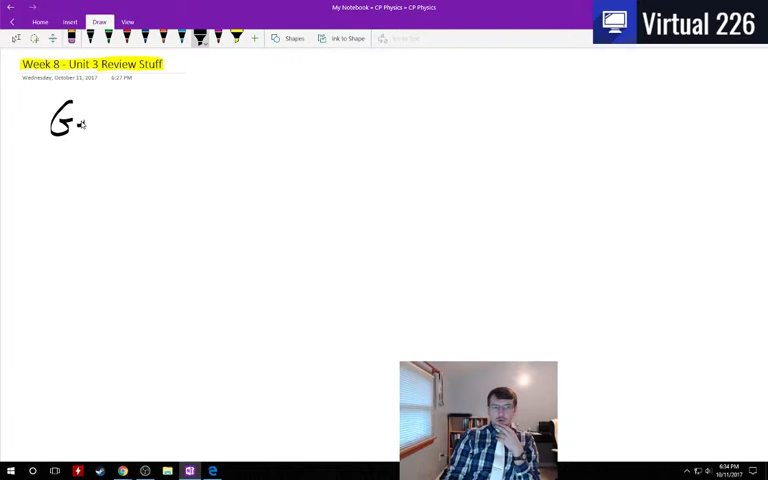 My Notebook • CP Physics » CP Physics
Home Insert Draw View
Virtual 226
Shapes Ink to Shape
Week 8 - Unit 3 Review Stuff
Wednesday, October 11, 2017 6:27 PM
G
6:34 PM
10/11/2017